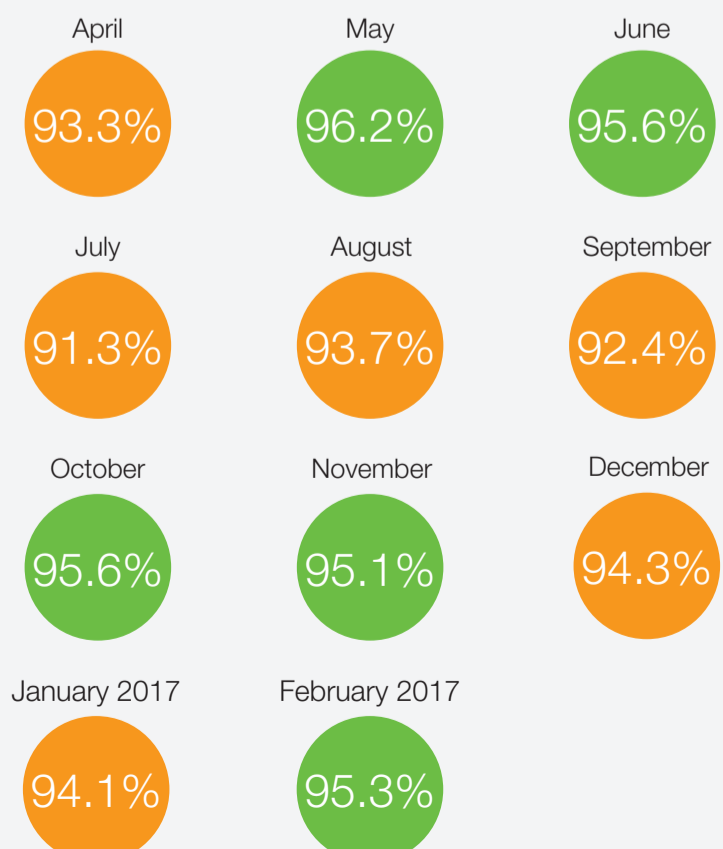 April May June
93.3% 96.2% 95.6%
July August September
91.3% 93.7% 92.4%
October November December
95.6% 95.1% 94.3%
January 2017 February 2017
94.1% 95.3%